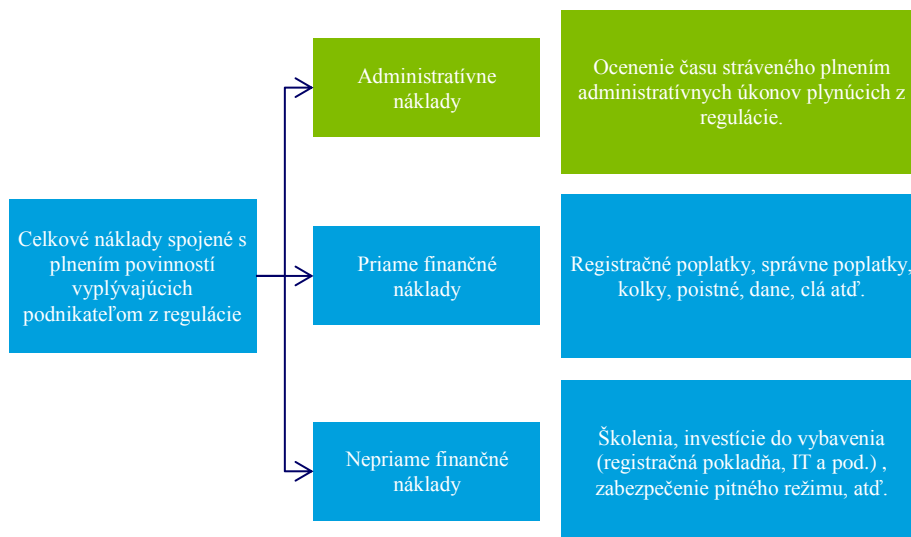 Celkové náklady spojené s
plnením povinností
vyplývajúcich
podnikateľom z regulácie
Administratívne
náklady
Ocenenie času stráveného plnením
administratívnych úkonov plynúcich z
regulácie.
Priame finančné
náklady
Registračné poplatky, správne poplatky,
kolky, poistné, dane, clá atď.
Nepriame finančné
náklady
Školenia, investície do vybavenia
(registračná pokladňa, IT a pod.) ,
zabezpečenie pitného režimu, atď.